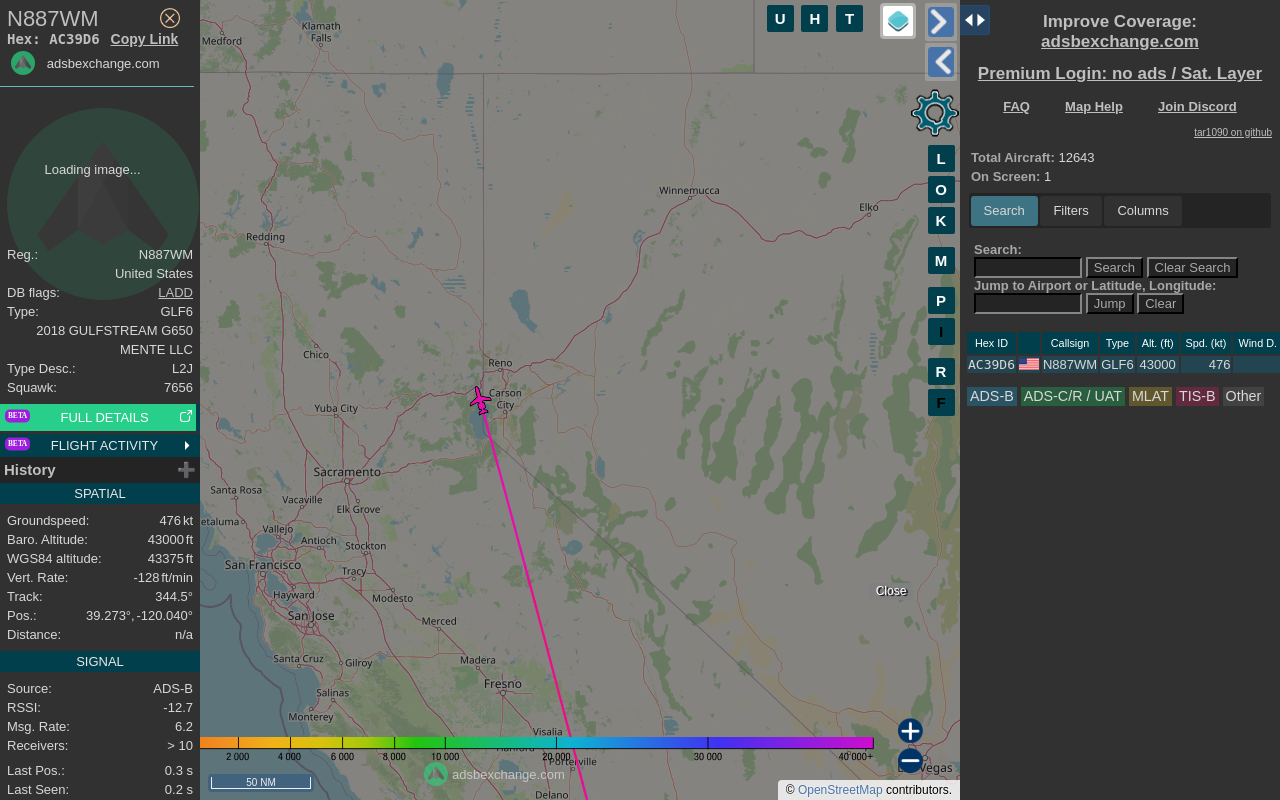 N887WM
Hex: AC39D6 Copy Link
adsbexchange.com
Loading image...
Reg.: N887WM
United States
DB flags: LADD
Type: GLF6
2018 GULFSTREAM G650
MENTE LLC
Type Desc.: L2J
Squawk: 7656
BETA FULL DETAILS
BETA FLIGHT ACTIVITY
History
SPATIAL
Groundspeed: 476 kt
Baro. Altitude: 43000 ft
WGS84 altitude: 43375 ft
Vert. Rate: -128 ft/min
Track: 344.5°
Pos.: 39.273°, -120.040°
Distance: n/a
SIGNAL
Source: ADS-B
RSSI: -12.7
Msg. Rate: 6.2
Receivers: > 10
Last Pos.: 0.3 s
Last Seen: 0.2 s
Medford
Klamath
Falls
Redding
Winnemucca
Elko
Chico
Reno
Carson
City
Yuba City
Sacramento
Santa Rosa
Vacaville
Elk Grove
etaluma
Vallejo
Antioch
Stockton
San Francisco
Tracy
Hayward
Modesto
San Jose
Merced
Santa Cruz
Gilroy
Madera
Salinas
Fresno
Monterey
Visalia
Porterville
Delano
Vegas
U H T
L
O
K
M
P
I
R
F
Close
2 000 4 000 6 000 8 000 10 000 20 000 30 000 40 000+
50 NM
adsbexchange.com
© OpenStreetMap contributors.
Improve Coverage:
adsbexchange.com
Premium Login: no ads / Sat. Layer
FAQ Map Help Join Discord
tar1090 on github
Total Aircraft: 12643
On Screen: 1
Search Filters Columns
Search:
Search Clear Search
Jump to Airport or Latitude, Longitude:
Jump Clear
Hex ID Callsign Type Alt. (ft) Spd. (kt) Wind D.
AC39D6 N887WM GLF6 43000 476
ADS-B ADS-C/R / UAT MLAT TIS-B Other